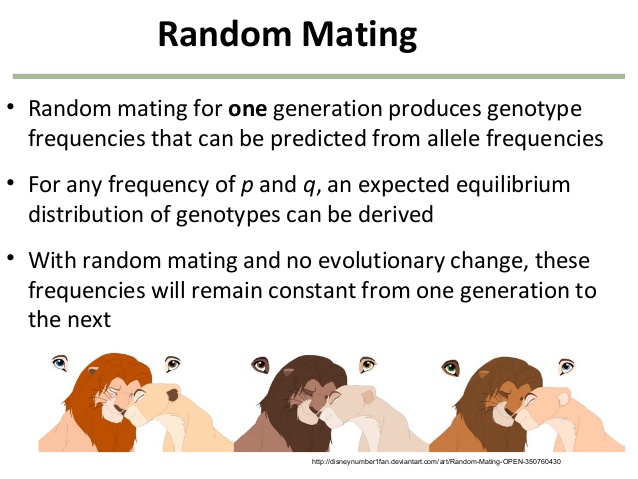 Random Mating
• Random mating for one generation produces genotype
frequencies that can be predicted from allele frequencies
• For any frequency of p and q, an expected equilibrium
distribution of genotypes can be derived
• With random mating and no evolutionary change, these
frequencies will remain constant from one generation to
the next
http://disneynumber1fan.deviantart.com/art/Random-Mating-OPEN-350760430